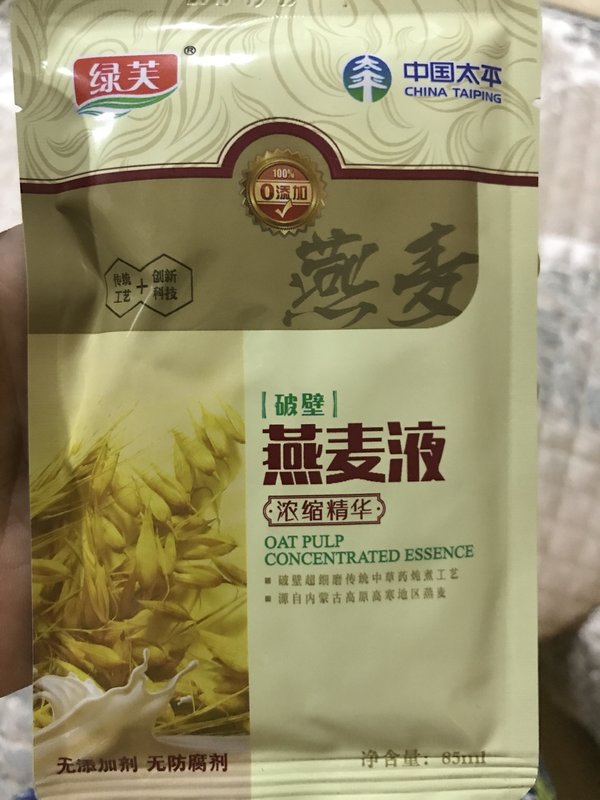 绿芙®
中国太平
CHINA TAIPING
100%
0添加
传统工艺
+
创新科技
燕麦
【破壁】
燕麦液
浓缩精华
OAT PULP
CONCENTRATED ESSENCE
■ 破壁超细磨传统中草药炖煮工艺
■ 源自内蒙古高原高寒地区燕麦
无添加剂 无防腐剂
净含量：85ml